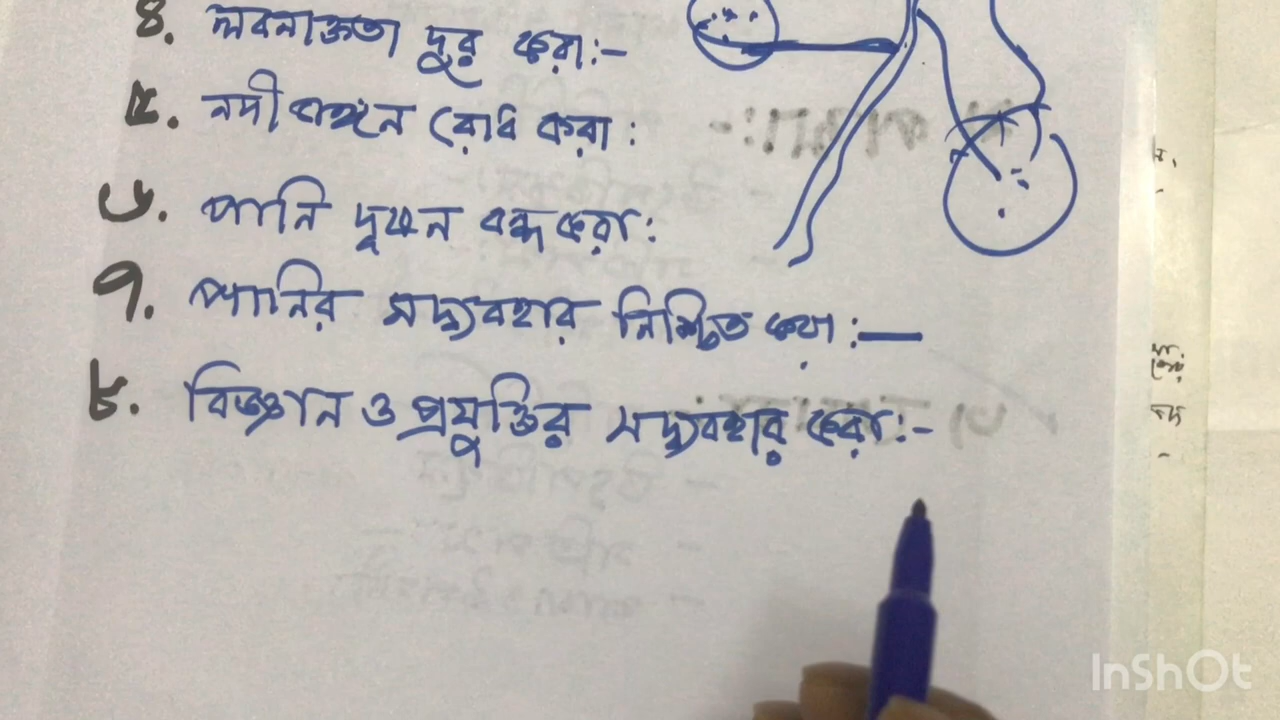 ৪. লবনাক্ততা দূর করা:-
৫. নদী ভাঙ্গন রোধ করা:
৬. পানি দূষন বন্ধ করা:
৭. পানির সদ্ব্যবহার নিশ্চিত করা:—
৮. বিজ্ঞান ও প্রযুক্তির সদ্ব্যবহার করা:-
InShOt